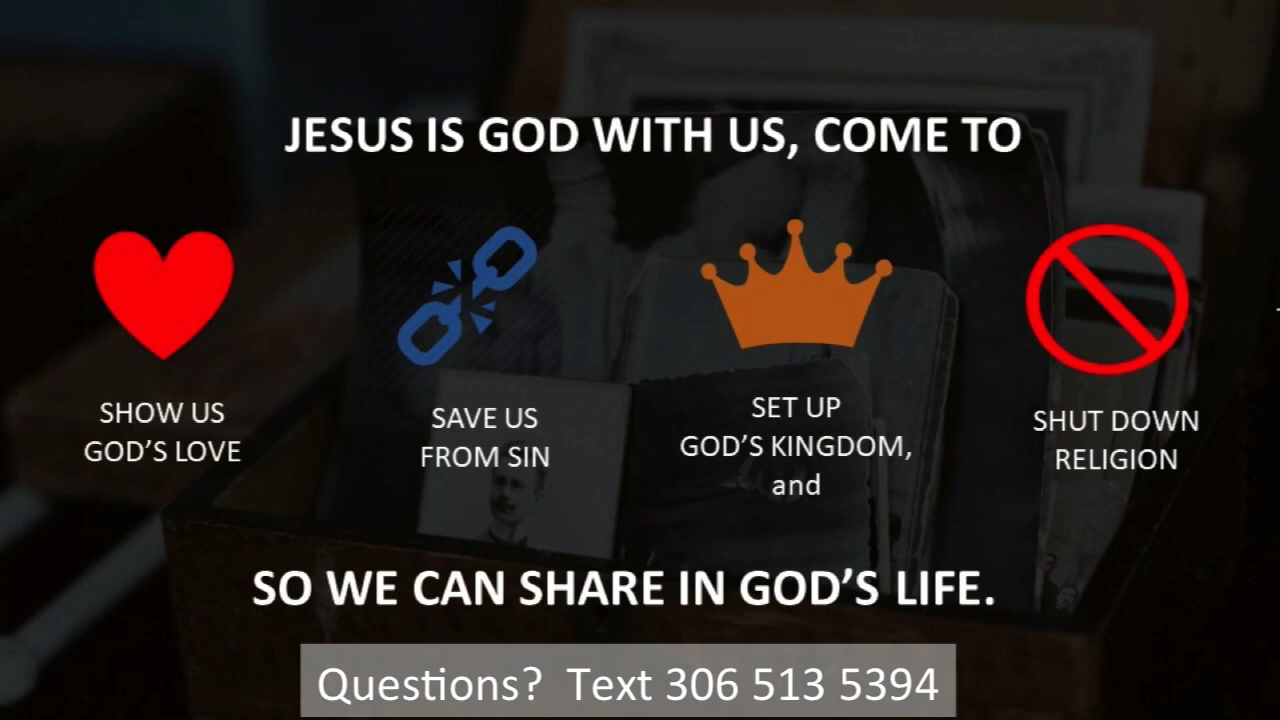 JESUS IS GOD WITH US, COME TO
SHOW US
GOD’S LOVE
SAVE US
FROM SIN
SET UP
GOD’S KINGDOM,
and
SHUT DOWN
RELIGION
SO WE CAN SHARE IN GOD’S LIFE.
Questions? Text 306 513 5394